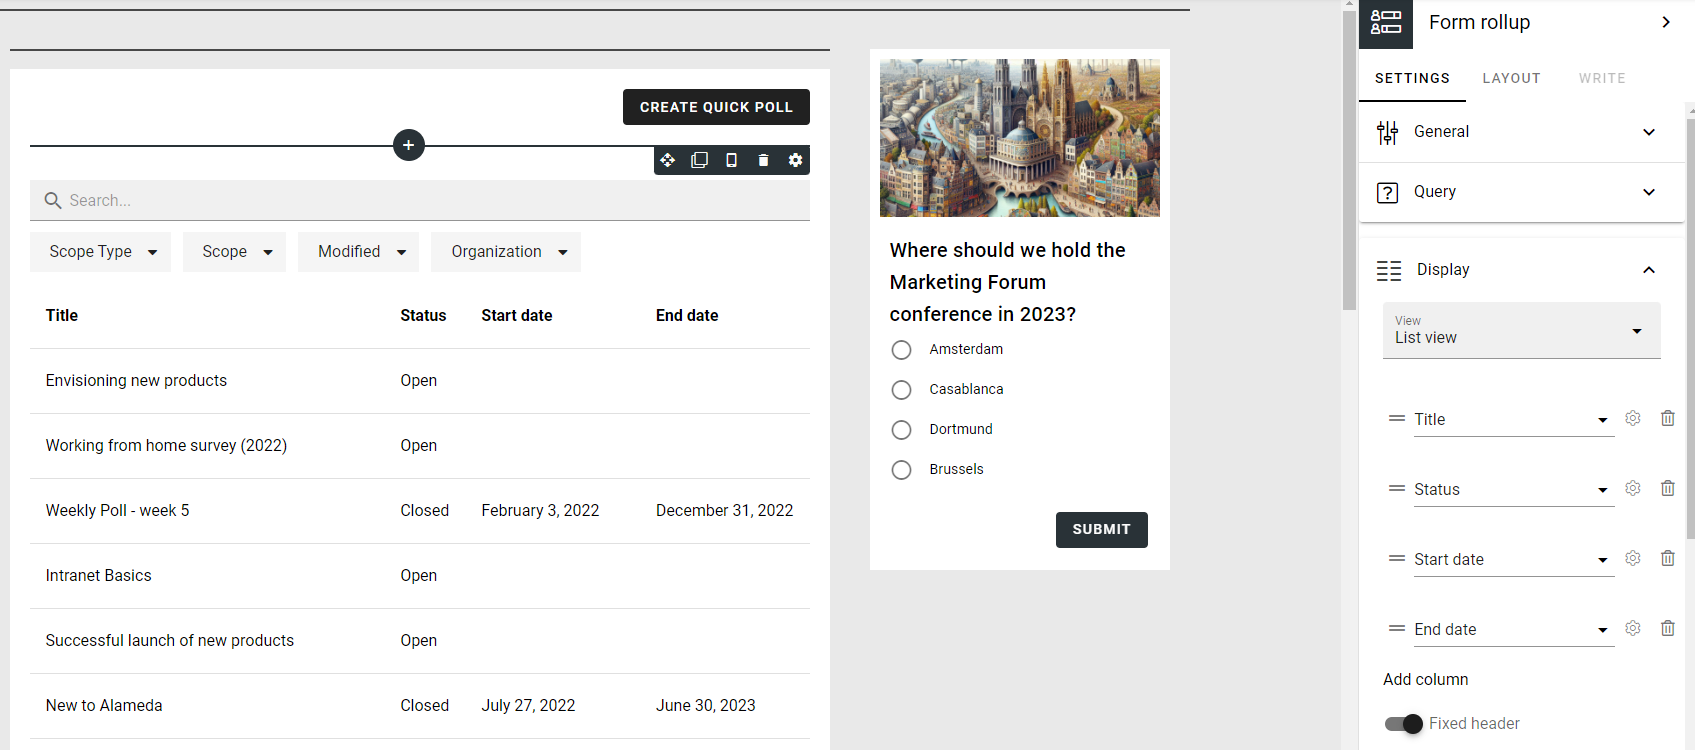 CREATE QUICK POLL
Search...
Scope Type
Scope
Modified
Organization
Title Status Start date End date
Envisioning new products Open
Working from home survey (2022) Open
Weekly Poll - week 5 Closed February 3, 2022 December 31, 2022
Intranet Basics Open
Successful launch of new products Open
New to Alameda Closed July 27, 2022 June 30, 2023
Where should we hold the
Marketing Forum
conference in 2023?
Amsterdam
Casablanca
Dortmund
Brussels
SUBMIT
Form rollup
SETTINGS LAYOUT WRITE
General
Query
Display
View
List view
Title
Status
Start date
End date
Add column
Fixed header